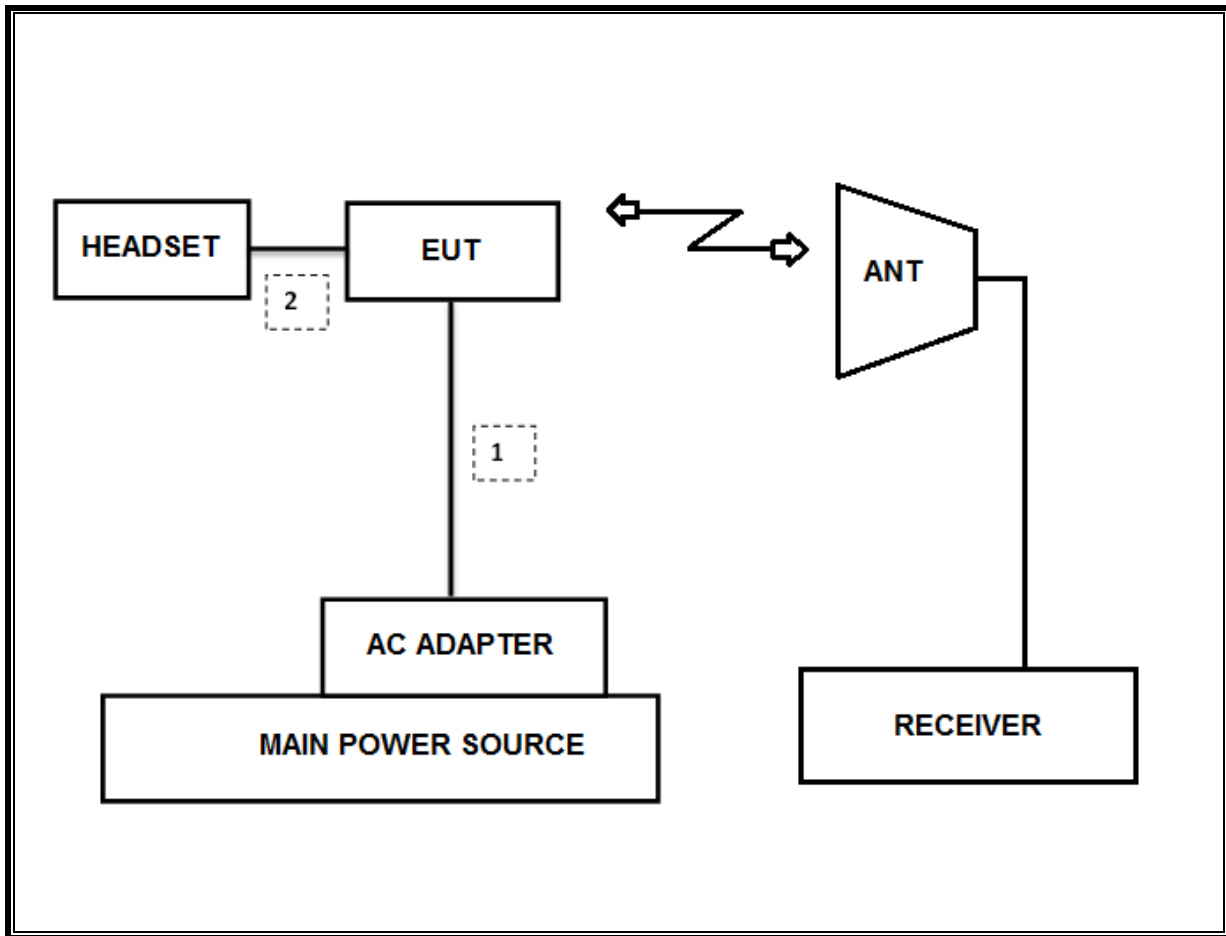 HEADSET
EUT
ANT
2
1
AC ADAPTER
MAIN POWER SOURCE
RECEIVER